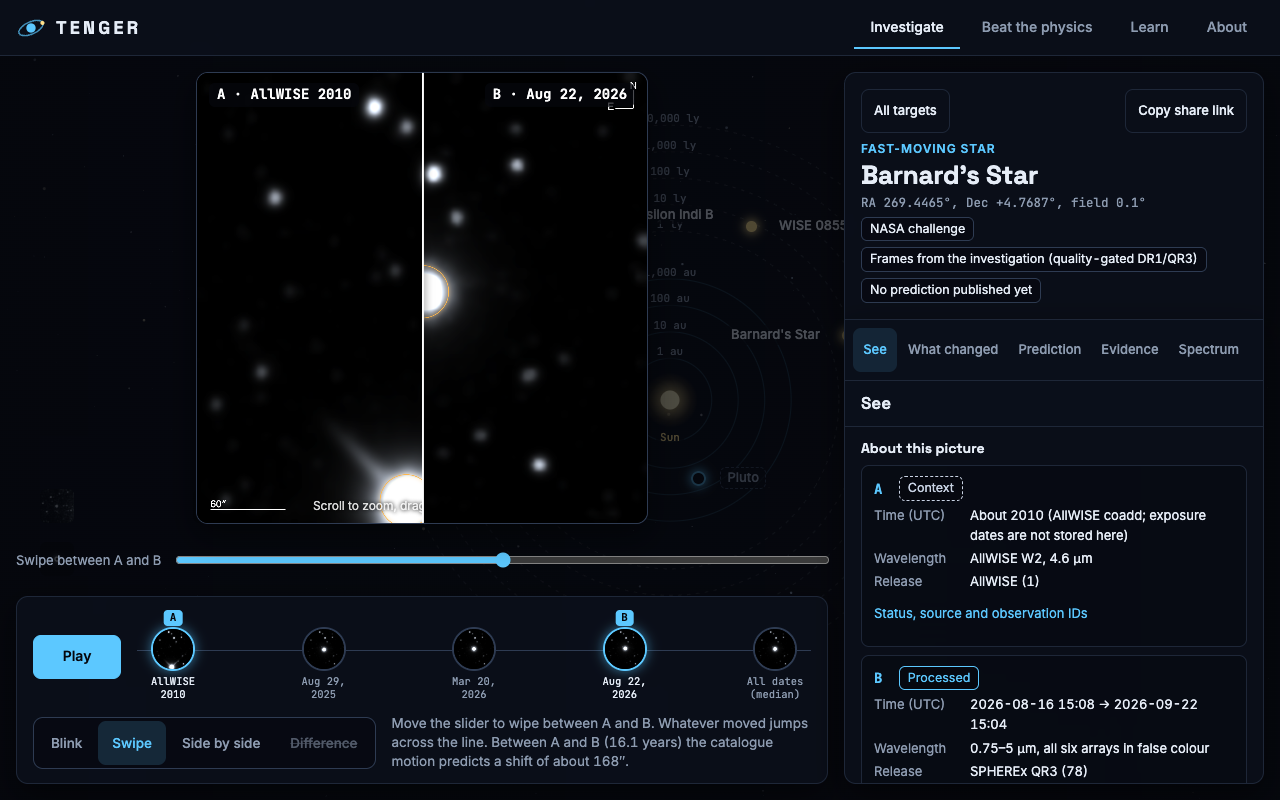 TENGER
Investigate
Beat the physics
Learn
About
A · AllWISE 2010
B · Aug 22, 2026
N
E
60″
Scroll to zoom, drag
,000 ly
100 ly
10 ly
1 ly
,000 au
100 au
10 au
1 au
silon Indi B
WISE 0855
Barnard's Star
Sun
Pluto
Swipe between A and B
Play
A
AllWISE
2010
Aug 29,
2025
Mar 20,
2026
B
Aug 22,
2026
All dates
(median)
Blink
Swipe
Side by side
Difference
Move the slider to wipe between A and B. Whatever moved jumps
across the line. Between A and B (16.1 years) the catalogue
motion predicts a shift of about 168″.
All targets
Copy share link
FAST-MOVING STAR
Barnard’s Star
RA 269.4465°, Dec +4.7687°, field 0.1°
NASA challenge
Frames from the investigation (quality-gated DR1/QR3)
No prediction published yet
See
What changed
Prediction
Evidence
Spectrum
See
About this picture
A
Context
Time (UTC)
About 2010 (AllWISE coadd; exposure
dates are not stored here)
Wavelength
AllWISE W2, 4.6 µm
Release
AllWISE (1)
Status, source and observation IDs
B
Processed
Time (UTC)
2026-08-16 15:08 → 2026-09-22
15:04
Wavelength
0.75–5 µm, all six arrays in false colour
Release
SPHEREx QR3 (78)